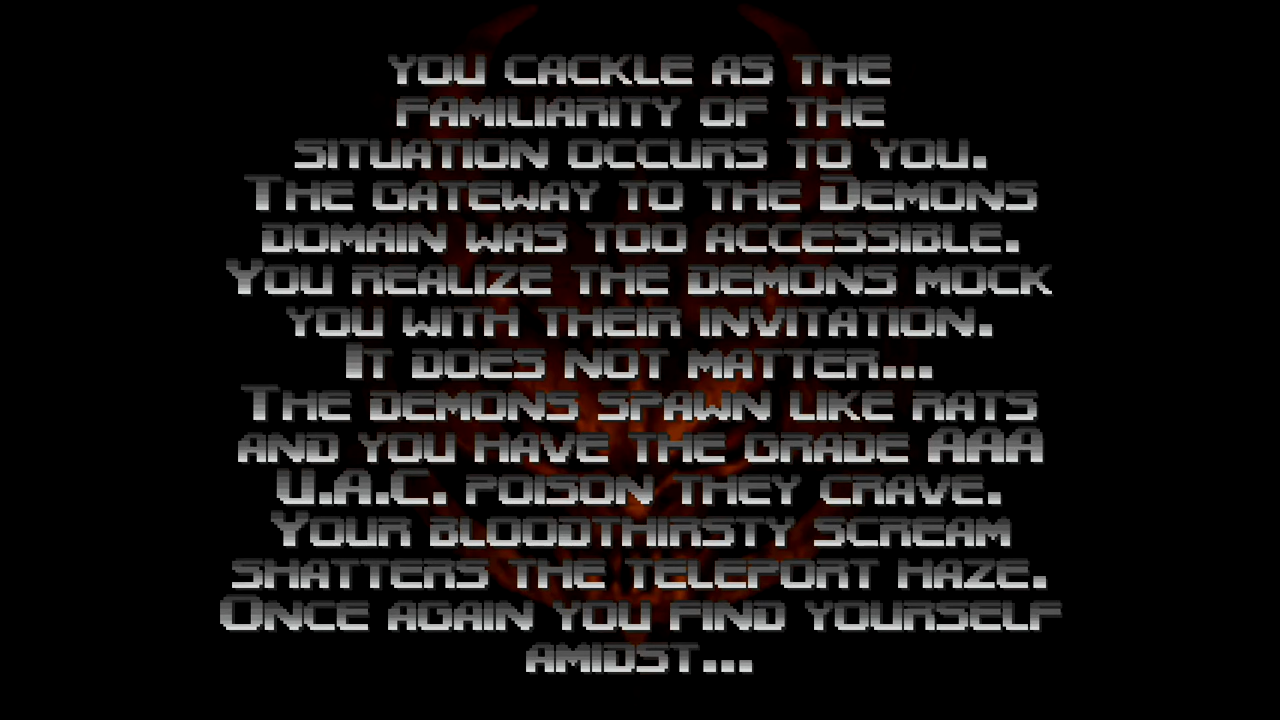 you cackle as the
familiarity of the
situation occurs to you.
The gateway to the Demons
domain was too accessible.
You realize the demons mock
you with their invitation.
It does not matter...
The demons spawn like rats
and you have the grade AAA
U.A.C. poison they crave.
Your bloodthirsty scream
shatters the teleport haze.
Once again you find yourself
amidst...